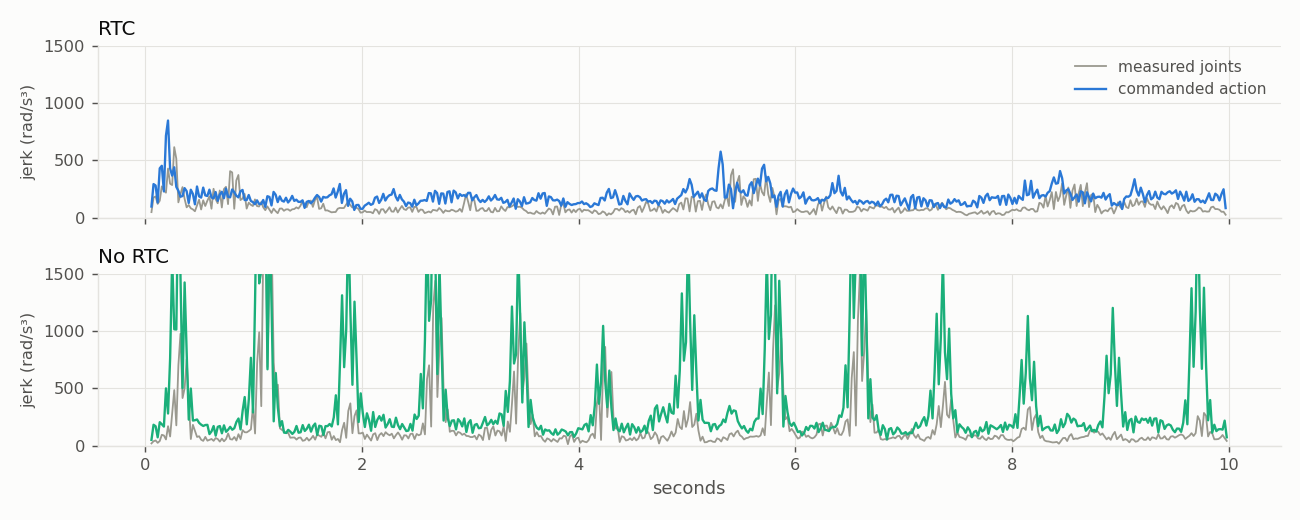 RTC
1500
1000
500
0
jerk (rad/s³)
measured joints
commanded action
No RTC
1500
1000
500
0
jerk (rad/s³)
0 2 4 6 8 10
seconds